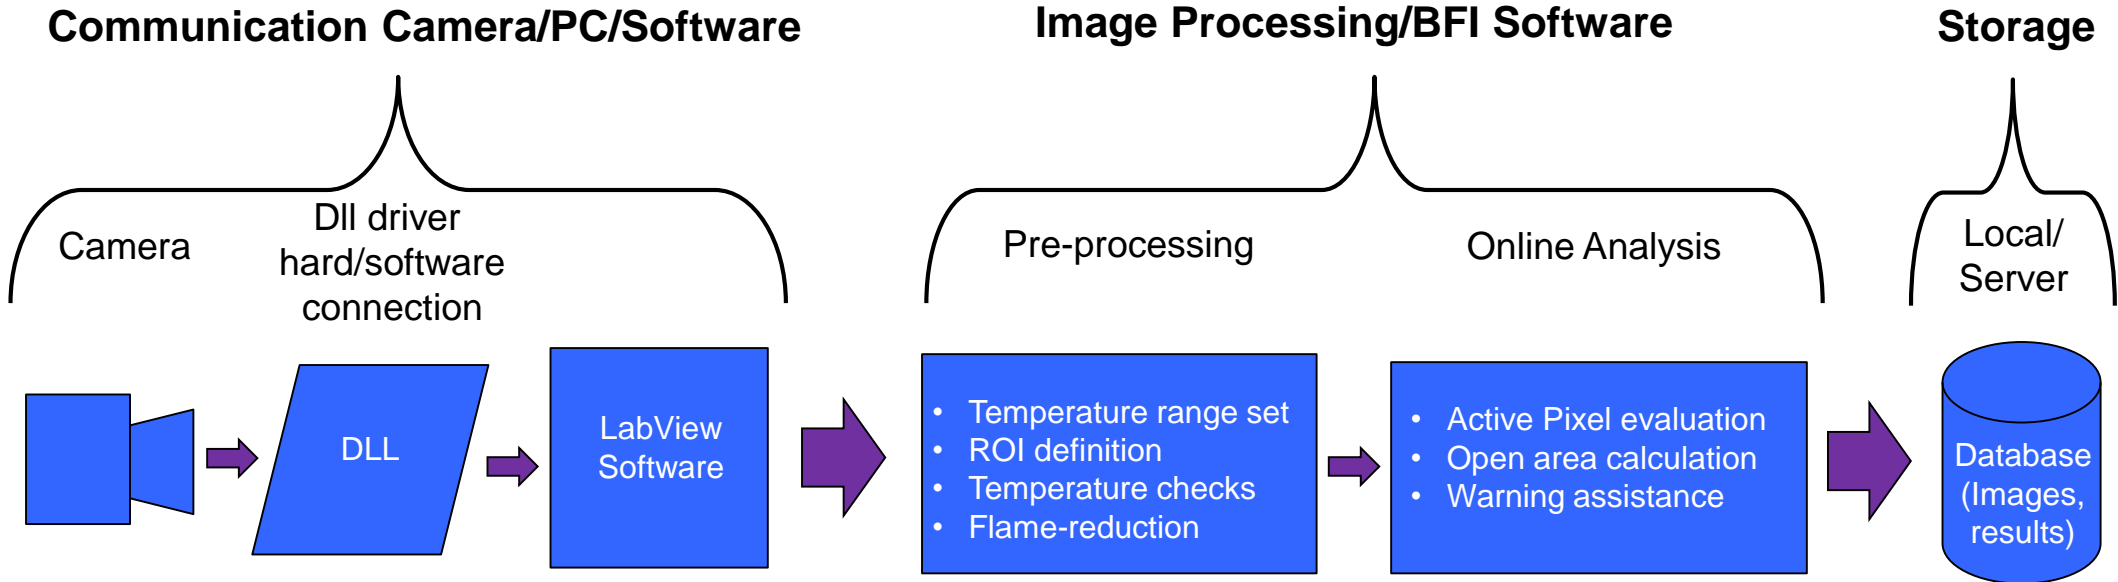 Communication Camera/PC/Software
Image Processing/BFI Software
Storage
Camera
Dll driver
hard/software
connection
Pre-processing
Online Analysis
Local/
Server
DLL
LabView
Software
• Temperature range set
• ROI definition
• Temperature checks
• Flame-reduction
• Active Pixel evaluation
• Open area calculation
• Warning assistance
Database
(Images,
results)